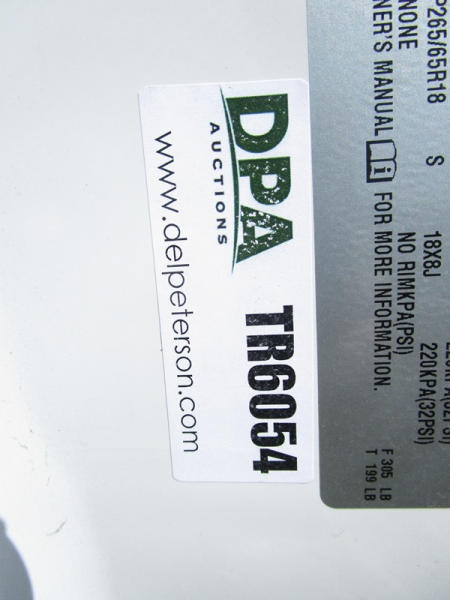 DPA
AUCTIONS
TR6054
www.delpeterson.com
P265/65R18 S 18X8J 220KPA(32PSI)
NONE NO RIMKPA(PSI)
NER'S MANUAL FOR MORE INFORMATION.
F 305 LB
T 199 LB